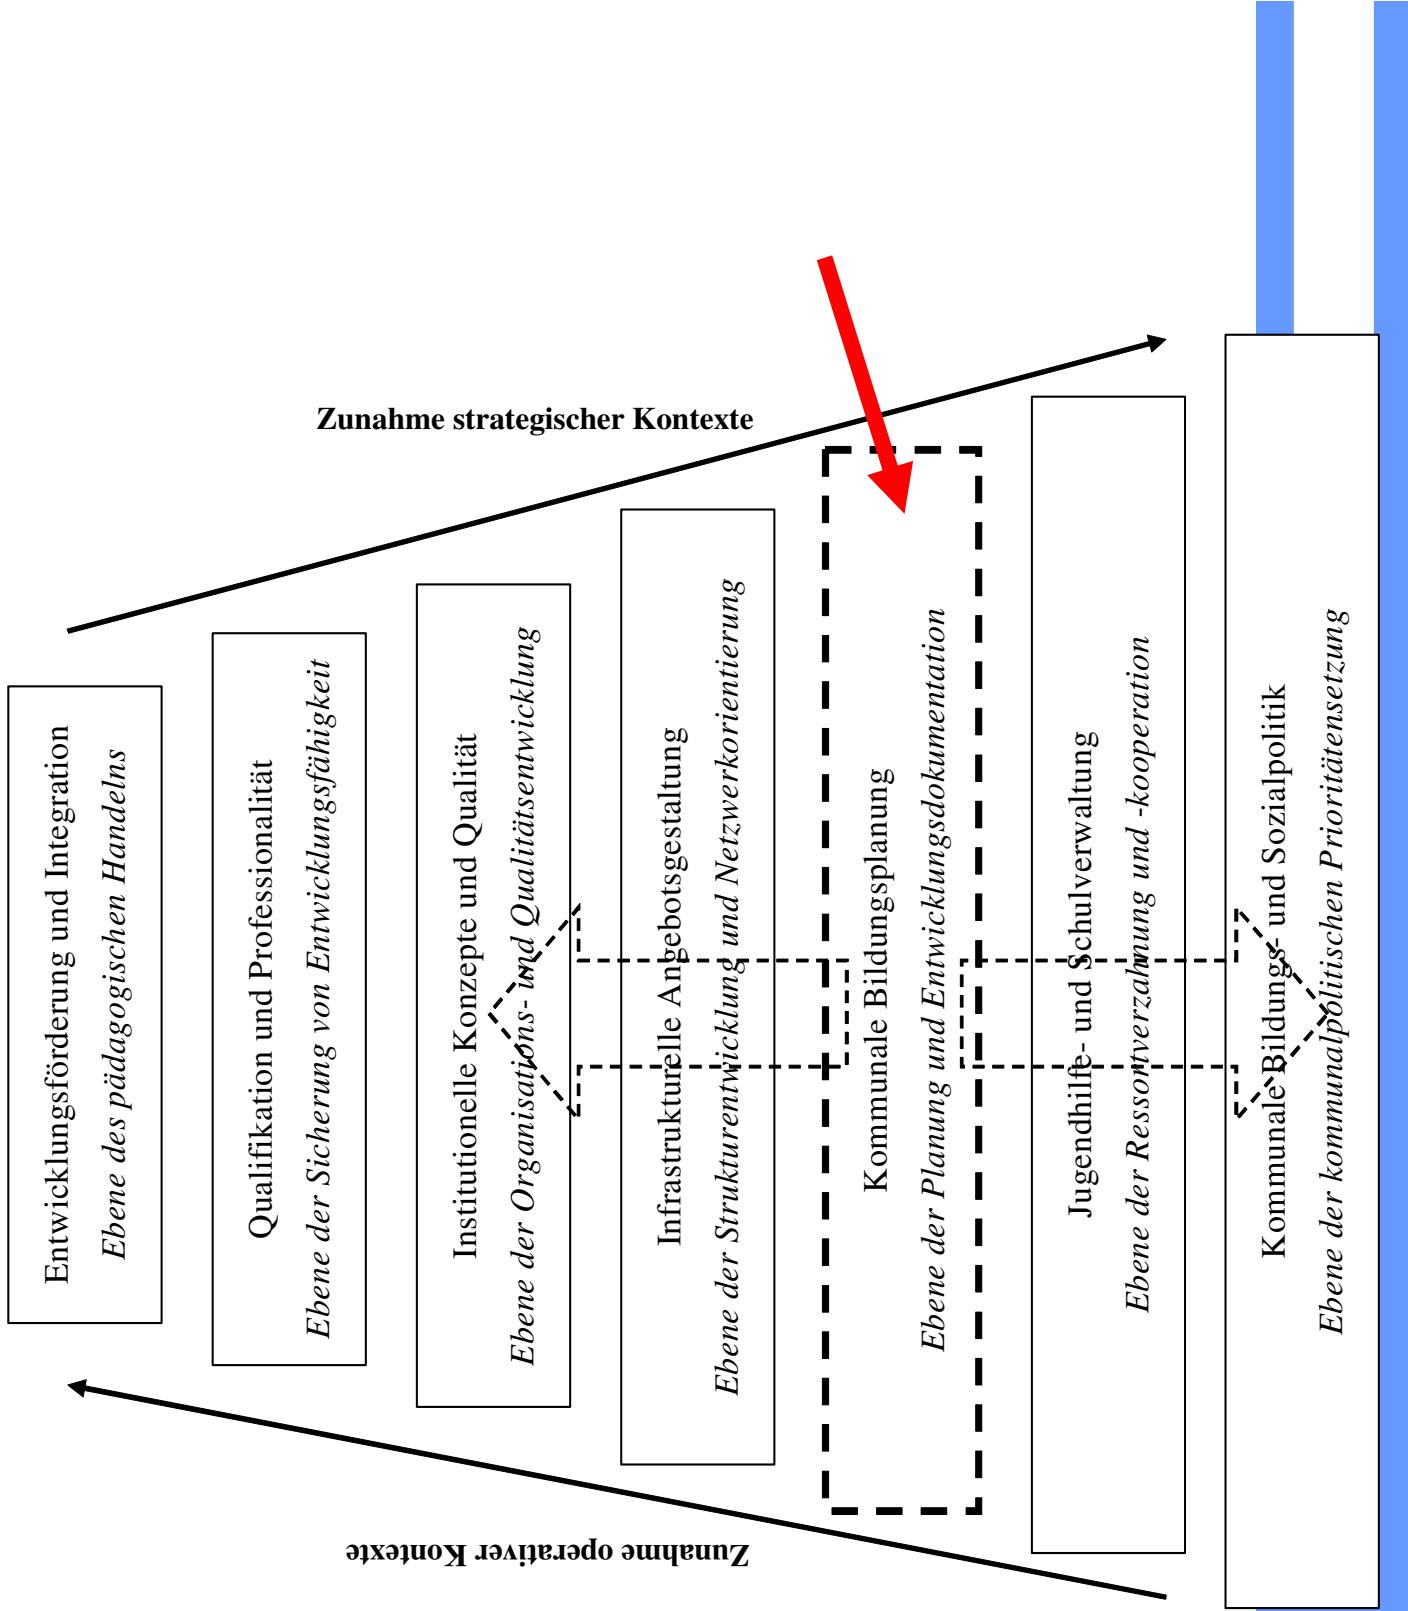 Entwicklungsförderung und Integration
Ebene des pädagogischen Handelns
Qualifikation und Professionalität
Ebene der Sicherung von Entwicklungsfähigkeit
Institutionelle Konzepte und Qualität
Ebene der Organisations- und Qualitätsentwicklung
Infrastrukturelle Angebotsgestaltung
Ebene der Strukturentwicklung und Netzwerkorientierung
Kommunale Bildungsplanung
Ebene der Planung und Entwicklungsdokumentation
Jugendhilfe- und Schulverwaltung
Ebene der Ressortverzahnung und -kooperation
Kommunale Bildungs- und Sozialpolitik
Ebene der kommunalpolitischen Prioritätensetzung
Zunahme strategischer Kontexte
Zunahme operativer Kontexte